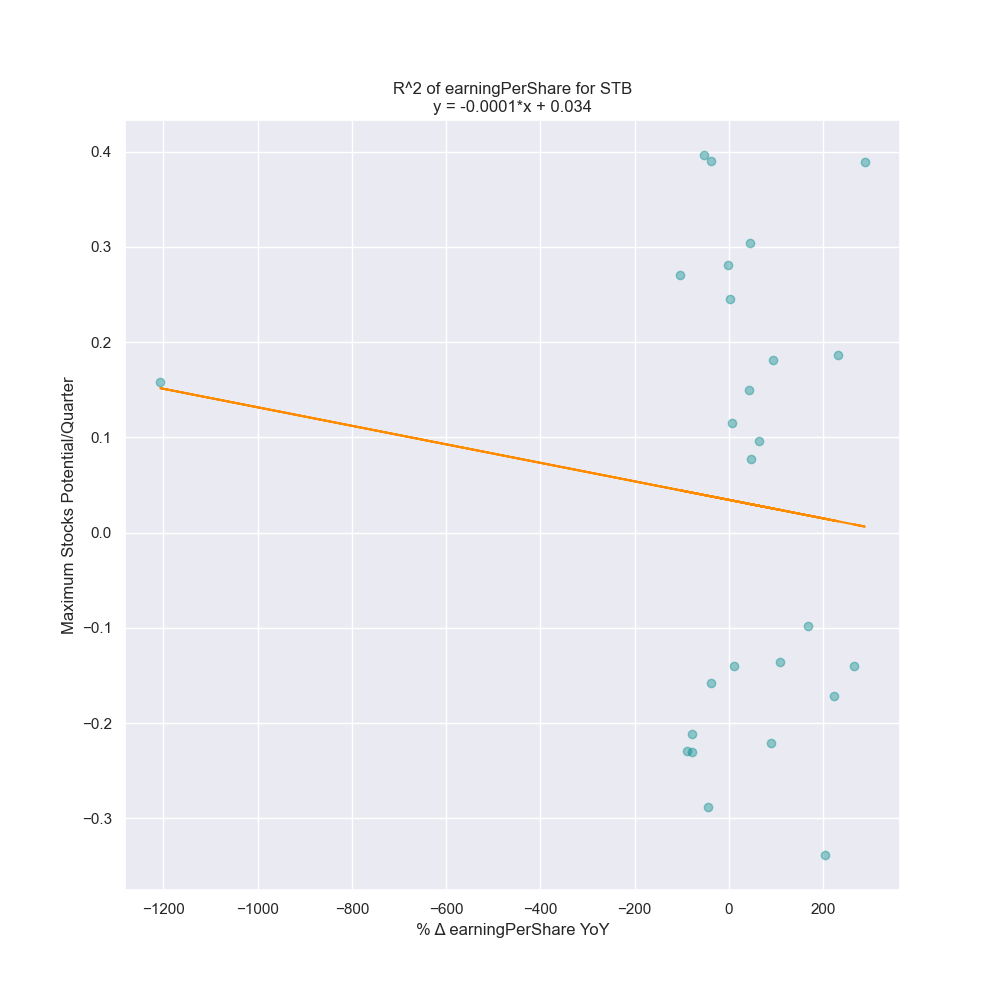 R^2 of earningPerShare for STB
y = -0.0001*x + 0.034
0.4
0.3
0.2
0.1
0.0
−0.1
−0.2
−0.3
Maximum Stocks Potential/Quarter
−1200 −1000 −800 −600 −400 −200 0 200
% Δ earningPerShare YoY